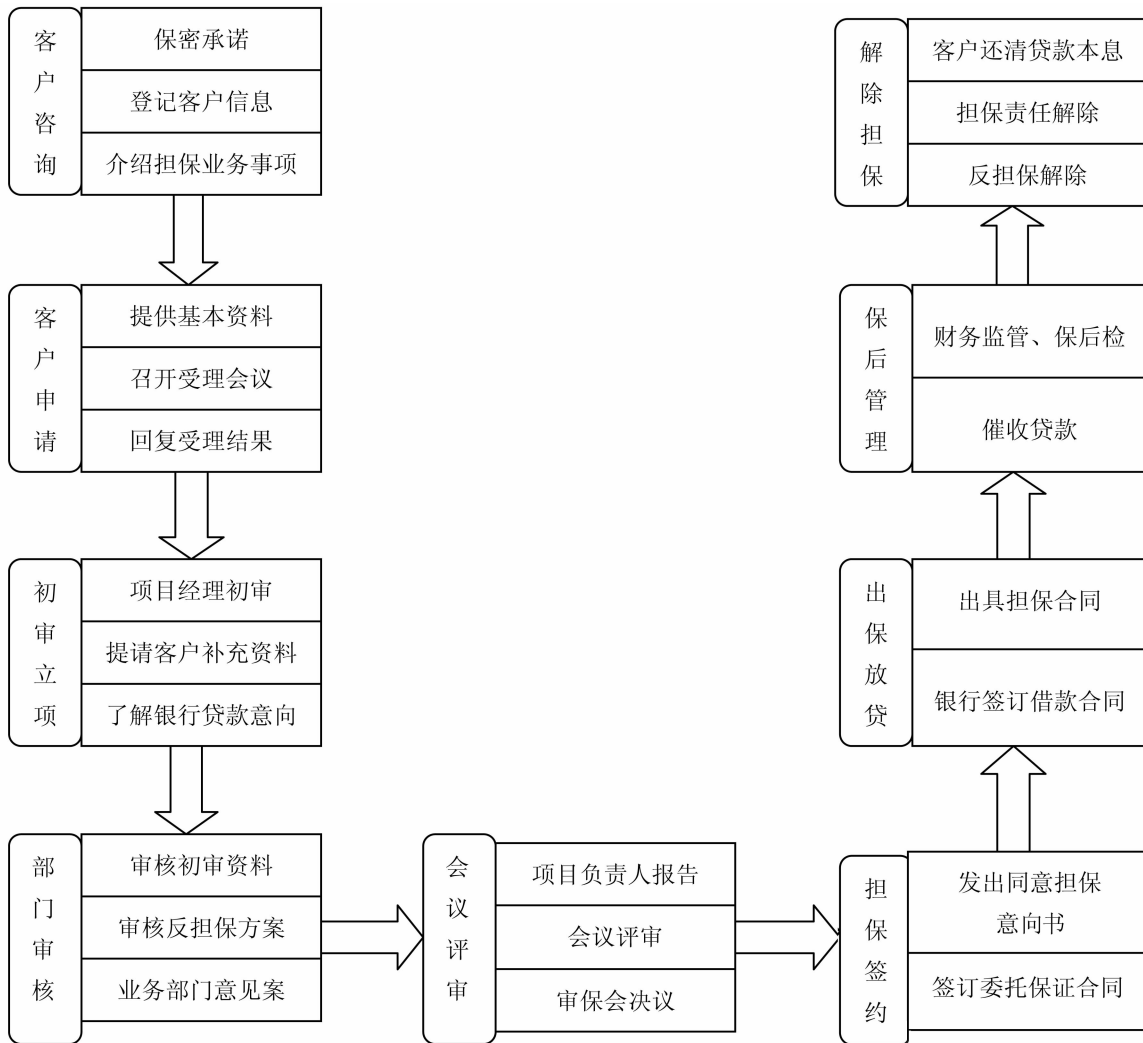 客户咨询
保密承诺
登记客户信息
介绍担保业务事项
客户申请
提供基本资料
召开受理会议
回复受理结果
初审立项
项目经理初审
提请客户补充资料
了解银行贷款意向
部门审核
审核初审资料
审核反担保方案
业务部门意见案
会议评审
项目负责人报告
会议评审
审保会决议
担保签约
发出同意担保
意向书
签订委托保证合同
出保放贷
出具担保合同
银行签订借款合同
保后管理
财务监管、保后检
催收贷款
解除担保
客户还清贷款本息
担保责任解除
反担保解除